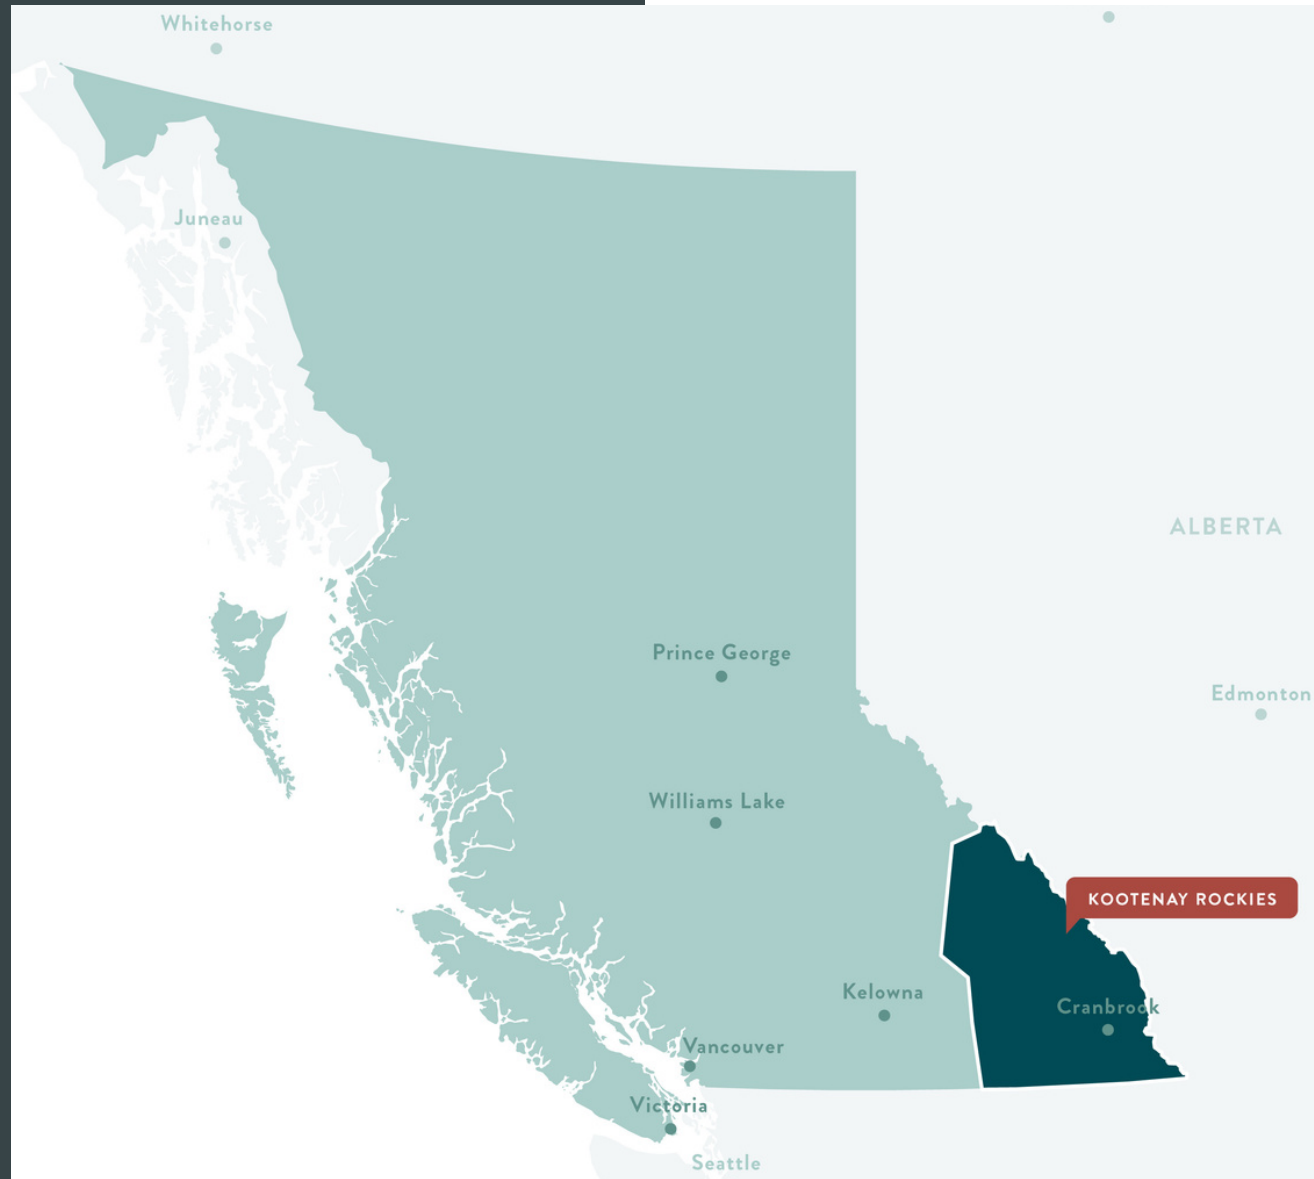 Whitehorse
Juneau
ALBERTA
Prince George
Edmonton
Williams Lake
KOOTENAY ROCKIES
Kelowna
Cranbrook
Vancouver
Victoria
Seattle